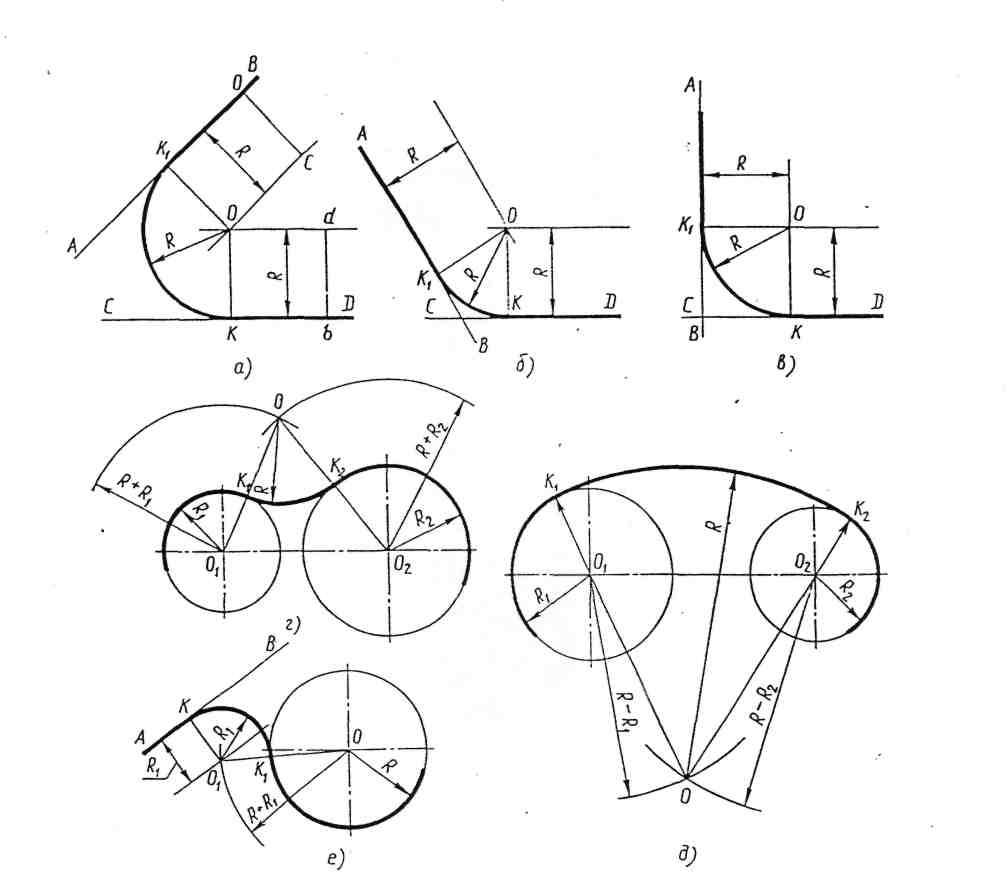 B
O
K₁
R
C
O
d
A
R
R
C
D
K
b
а)
A
R
O
K₁
R
R
C
K
D
B
б)
A
R
K₁
O
R
R
C
D
B
K
в)
O
R+R₁
R+R₂
K₁
R
K₂
R₁
R₂
O₁
O₂
г)
K₁
K₂
R
O₁
O₂
R₁
R₂
R−R₁
R−R₂
O
д)
B
K
A
R₁
R₁
O₁
K₁
O
R
R+R₁
е)